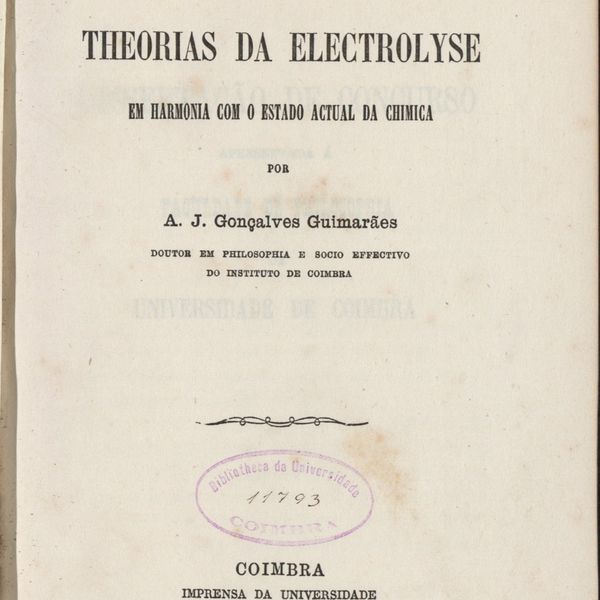 THEORIAS DA ELECTROLYSE
EM HARMONIA COM O ESTADO ACTUAL DA CHIMICA
POR
A. J. Gonçalves Guimarães
DOUTOR EM PHILOSOPHIA E SOCIO EFFECTIVO
DO INSTITUTO DE COIMBRA
Bibliotheca da Universidade
11793
COIMBRA
COIMBRA
IMPRENSA DA UNIVERSIDADE